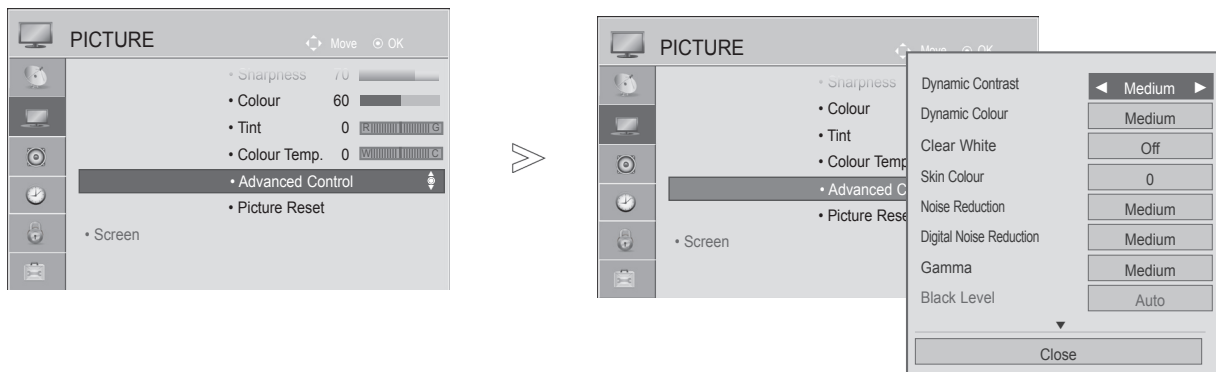 PICTURE
Move OK
• Sharpness 70
• Colour 60
• Tint 0 R G
• Colour Temp. 0 W C
• Advanced Control
• Picture Reset
• Screen
PICTURE
Move OK
• Sharpness
• Colour
• Tint
• Colour Temp
• Advanced C
• Picture Rese
• Screen
Dynamic Contrast ◀ Medium ▶
Dynamic Colour Medium
Clear White Off
Skin Colour 0
Noise Reduction Medium
Digital Noise Reduction Medium
Gamma Medium
Black Level Auto
▼
Close